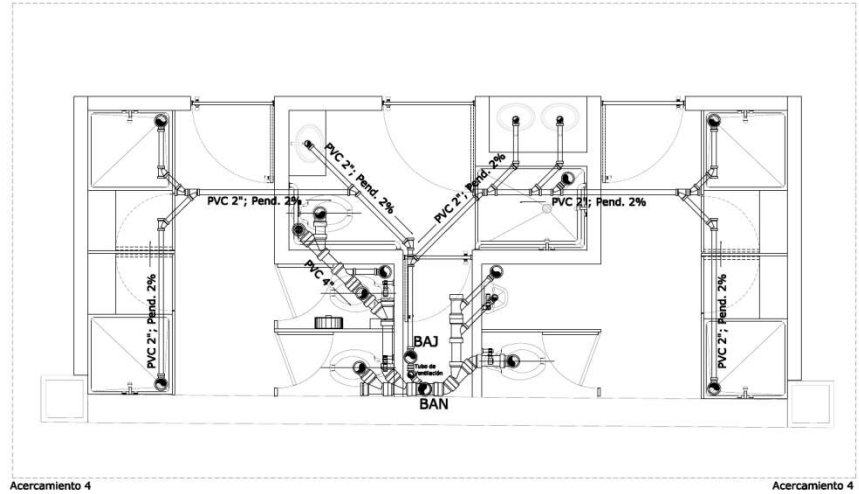 PVC 2"; Pend. 2%
PVC 2"; Pend. 2%
PVC 2"; Pend. 2%
PVC 2"; Pend. 2%
PVC 4"
PVC 2"; Pend. 2%
PVC 2"; Pend. 2%
BAJ
Tubo de
Ventilación
BAN
Acercamiento 4
Acercamiento 4